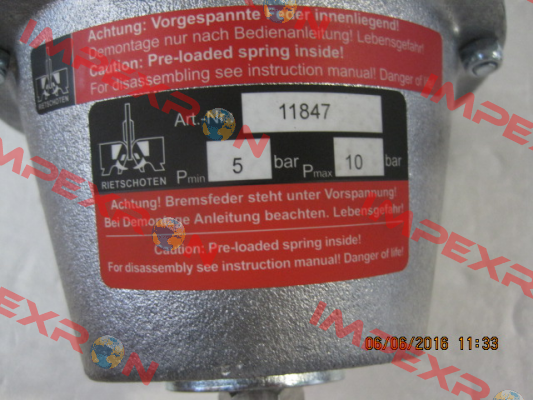 Achtung: Vorgespannte Feder innenliegend!
Demontage nur nach Bedienanleitung! Lebensgefahr!
Caution: Pre-loaded spring inside!
For disassembling see instruction manual! Danger of life!
RIETSCHOTEN
Art.-Nr. 11847
Pmin 5 bar Pmax 10 bar
Achtung! Bremsfeder steht unter Vorspannung!
Bei Demontage Anleitung beachten. Lebensgefahr!
Caution: Pre-loaded spring inside!
For disassembly see instruction manual! Danger of life!
IMPEXRON
06/06/2016 11:33